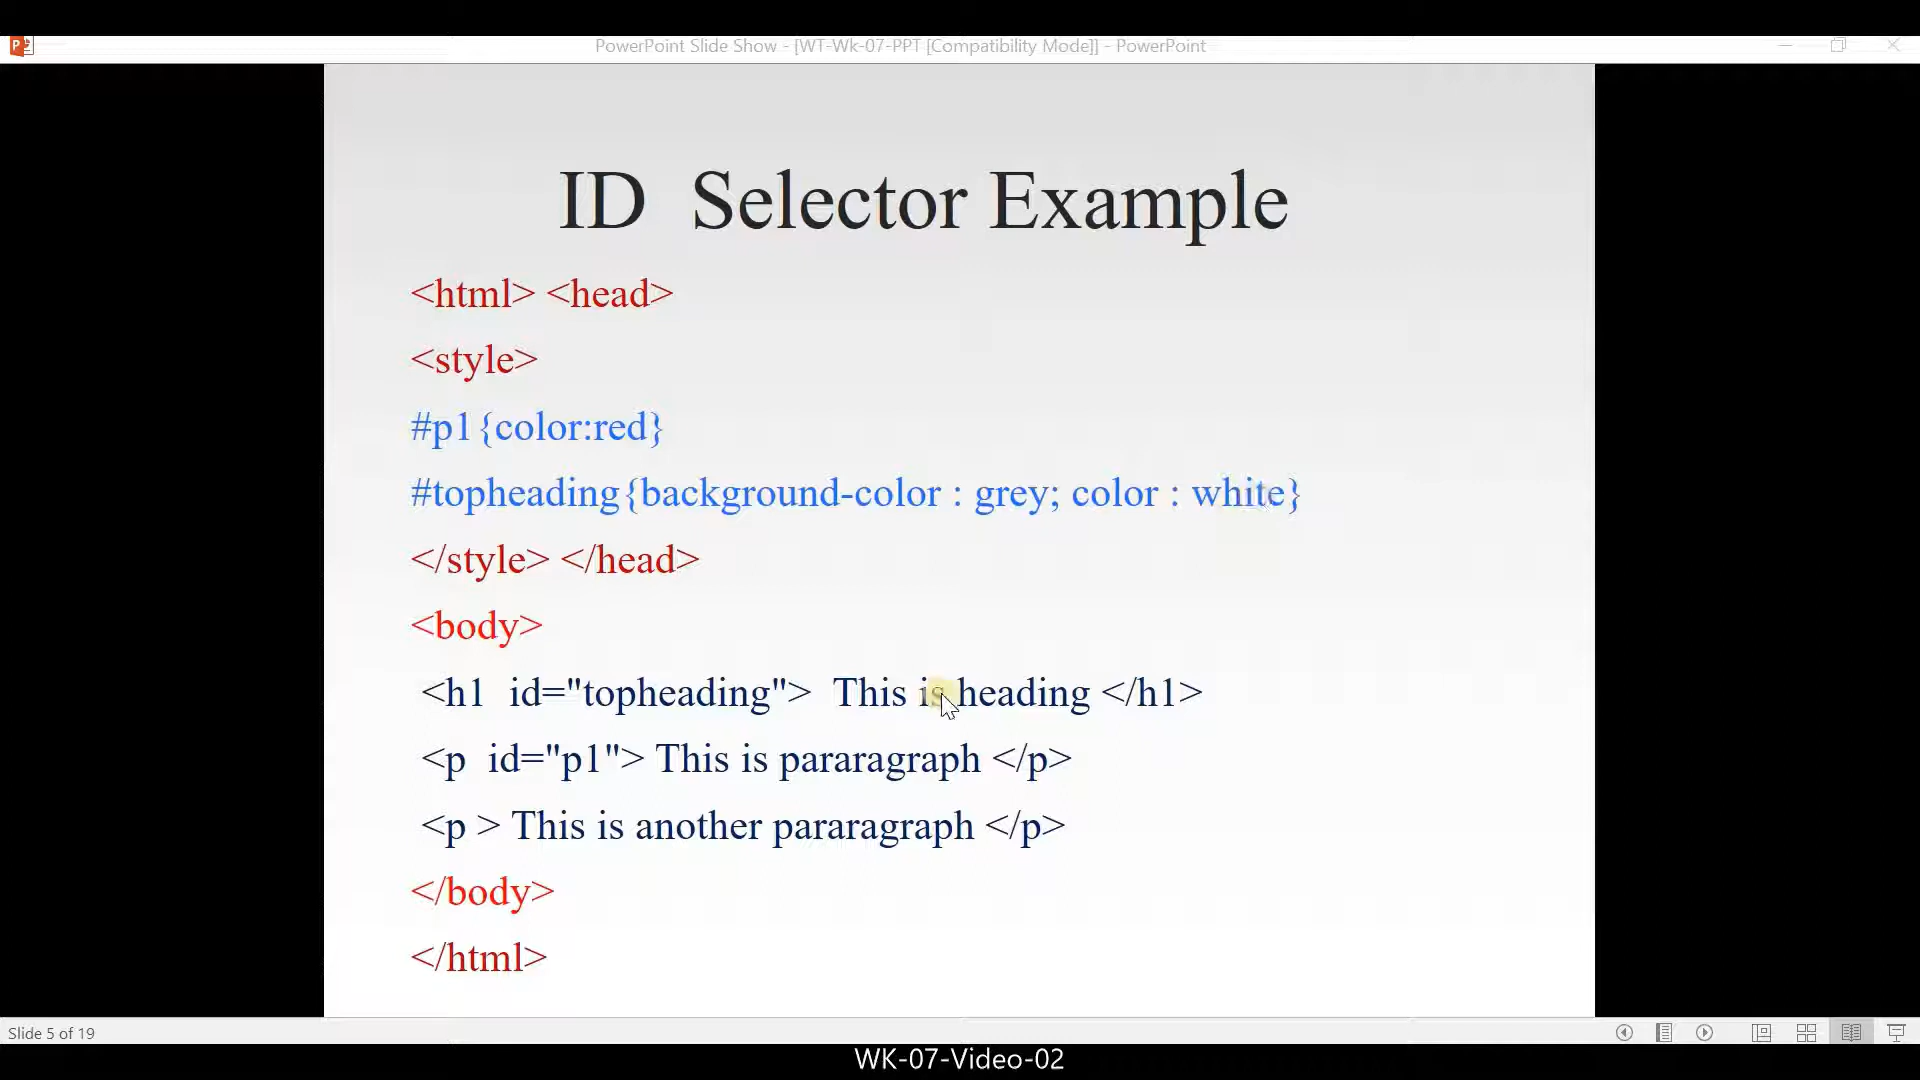 PowerPoint Slide Show - [WT-Wk-07-PPT [Compatibility Mode]] - PowerPoint
ID  Selector Example
<html> <head>
<style>
#p1{color:red}
#topheading{background-color : grey; color : white}
</style> </head>
<body>
<h1  id="topheading">  This is heading </h1>
<p  id="p1"> This is pararagraph </p>
<p > This is another pararagraph </p>
</body>
</html>
Slide 5 of 19
WK-07-Video-02